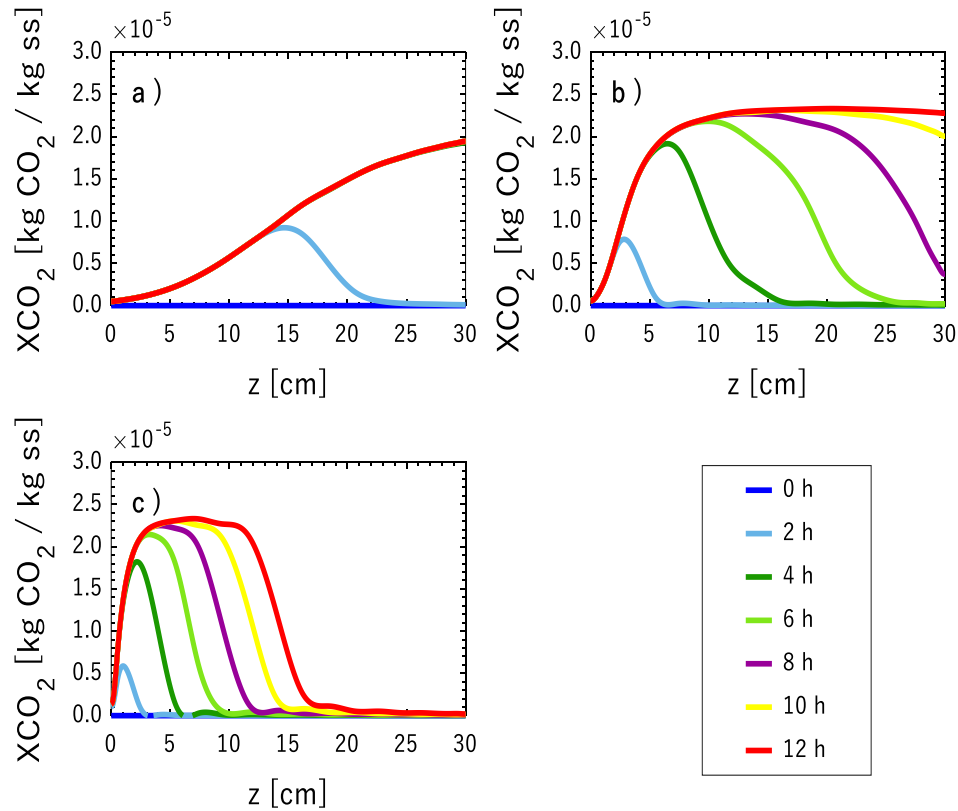 ×10-5
XCO2 [kg CO2 / kg ss]
3.0
2.5
2.0
1.5
1.0
0.5
0.0
a )
0 5 10 15 20 25 30
z [cm]
×10-5
XCO2 [kg CO2 / kg ss]
3.0
2.5
2.0
1.5
1.0
0.5
0.0
b )
0 5 10 15 20 25 30
z [cm]
×10-5
XCO2 [kg CO2 / kg ss]
3.0
2.5
2.0
1.5
1.0
0.5
0.0
c )
0 5 10 15 20 25 30
z [cm]
0 h
2 h
4 h
6 h
8 h
10 h
12 h